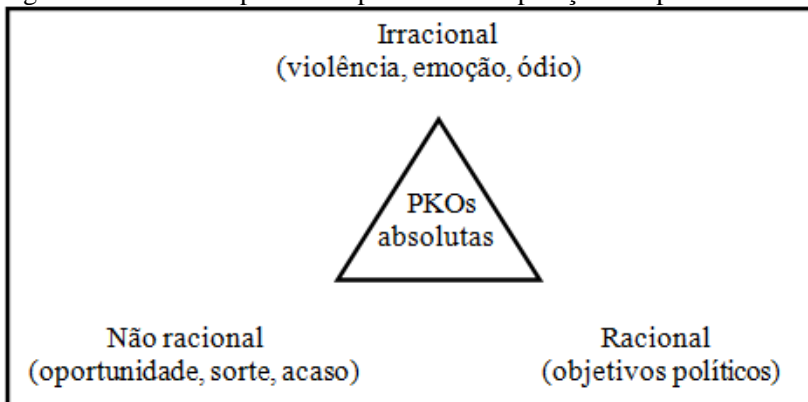 Irracional
(violência, emoção, ódio)
PKOs
absolutas
Não racional
(oportunidade, sorte, acaso)
Racional
(objetivos políticos)